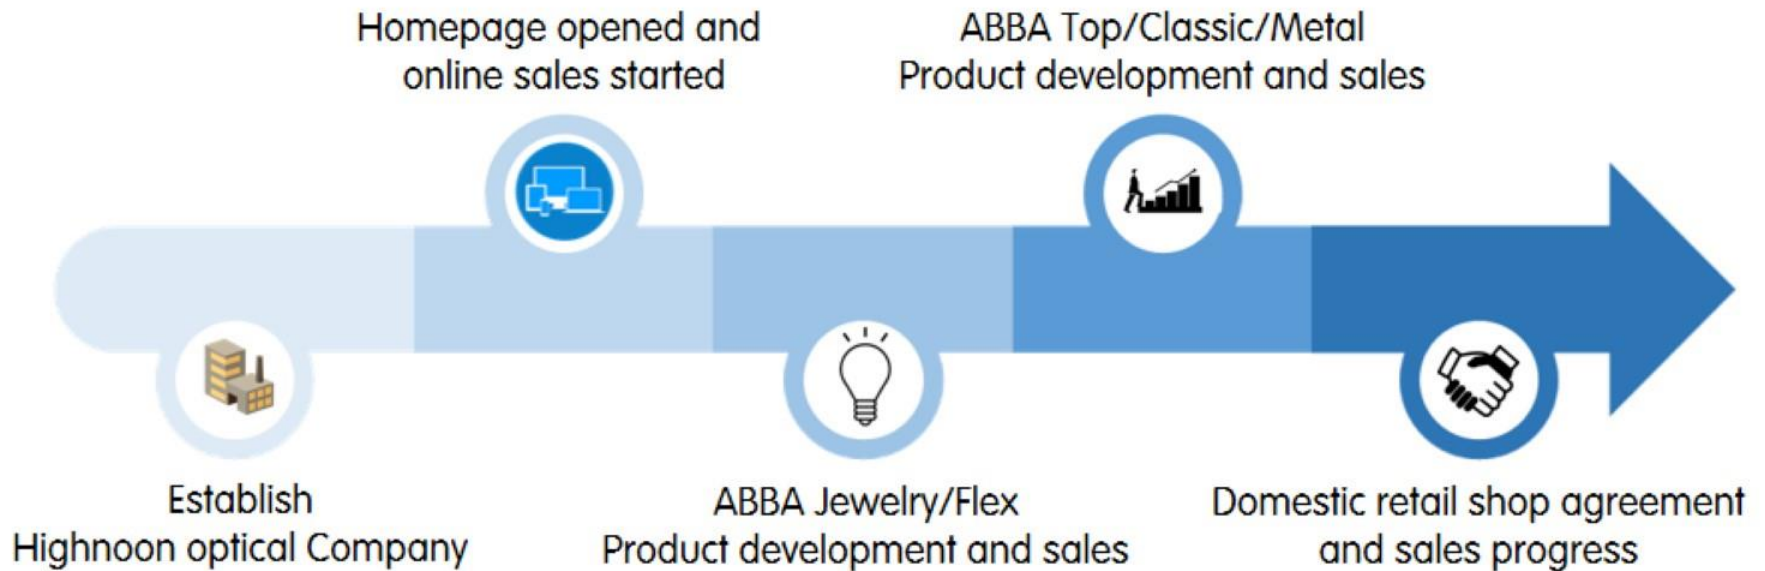 Homepage opened and
online sales started
ABBA Top/Classic/Metal
Product development and sales
Establish
Highnoon optical Company
ABBA Jewelry/Flex
Product development and sales
Domestic retail shop agreement
and sales progress